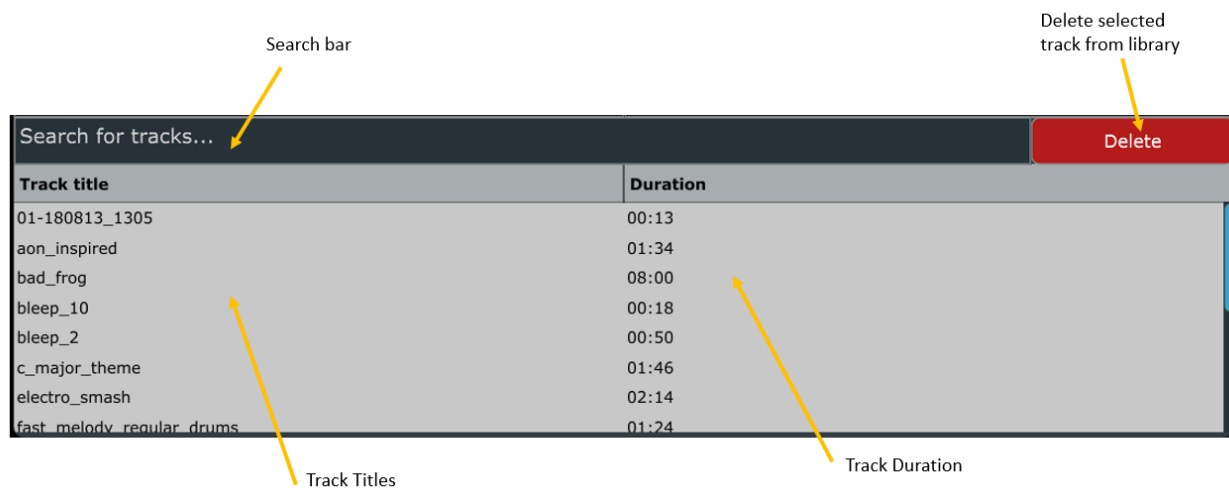 Delete selected
track from library
Search bar
Search for tracks...
Delete
Track title Duration
01-180813_1305 00:13
aon_inspired 01:34
bad_frog 08:00
bleep_10 00:18
bleep_2 00:50
c_major_theme 01:46
electro_smash 02:14
fast_melody_regular_drums 01:24
Track Duration
Track Titles